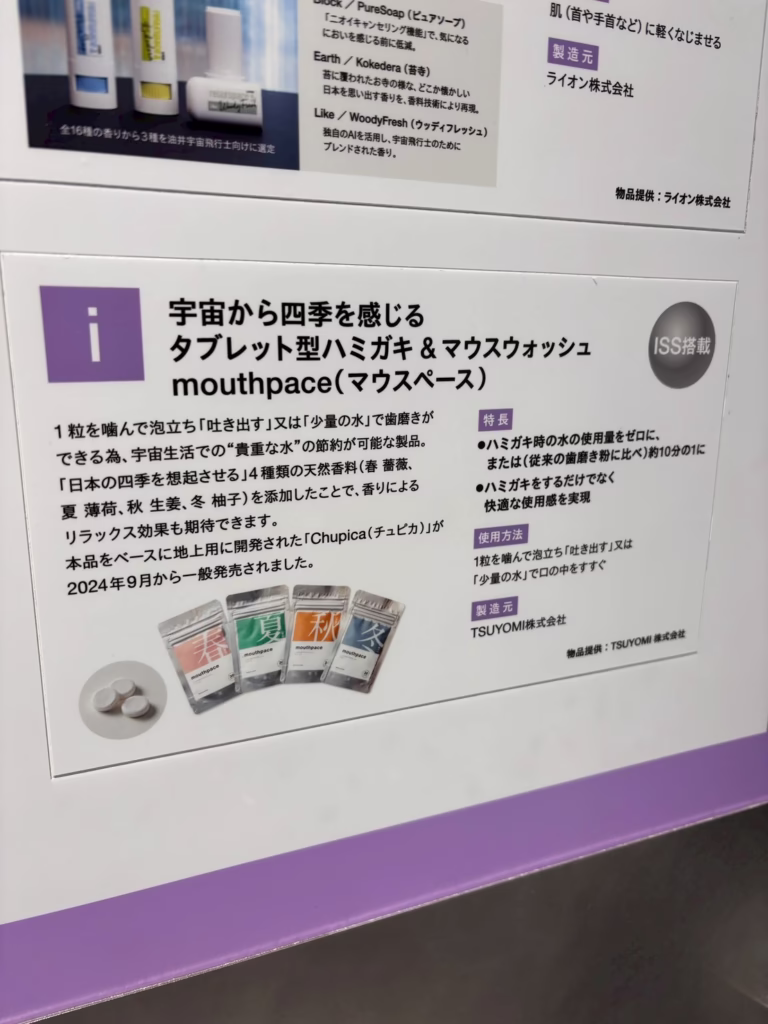 Block / PureSoap(ピュアソープ)
「ニオイキャンセリング機能」で、気になる
においを感じる前に低減。
Earth / Kokedera(苔寺)
苔に覆われたお寺の様な、どこか懐かしい
日本を思い出す香りを、香料技術により再現。
Like / WoodyFresh(ウッディフレッシュ)
独自のAIを活用し、宇宙飛行士のために
ブレンドされた香り。
全16種の香りから3種を油井宇宙飛行士向けに選定
肌(首や手首など)に軽くなじませる
製造元
ライオン株式会社
物品提供:ライオン株式会社
i
宇宙から四季を感じる
タブレット型ハミガキ&マウスウォッシュ
mouthpace(マウスペース)
ISS搭載
1粒を噛んで泡立ち「吐き出す」又は「少量の水」で歯磨きが
できる為、宇宙生活での“貴重な水”の節約が可能な製品。
「日本の四季を想起させる」4種類の天然香料(春 薔薇、
夏 薄荷、秋 生姜、冬 柚子)を添加したことで、香りによる
リラックス効果も期待できます。
本品をベースに地上用に開発された「Chupica(チュピカ)」が
2024年9月から一般発売されました。
春
mouthpace
夏
mouthpace
秋
mouthpace
冬
mouthpace
特長
●ハミガキ時の水の使用量をゼロに、
または(従来の歯磨き粉に比べ)約10分の1に
●ハミガキをするだけでなく
快適な使用感を実現
使用方法
1粒を噛んで泡立ち「吐き出す」又は
「少量の水」で口の中をすすぐ
製造元
TSUYOMI株式会社
物品提供:TSUYOMI 株式会社